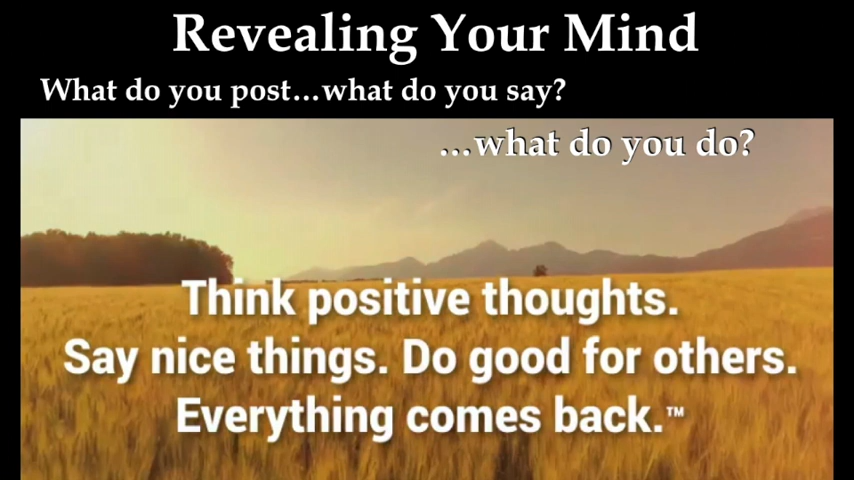 Revealing Your Mind
What do you post...what do you say?
...what do you do?
Think positive thoughts.
Say nice things. Do good for others.
Everything comes back.™